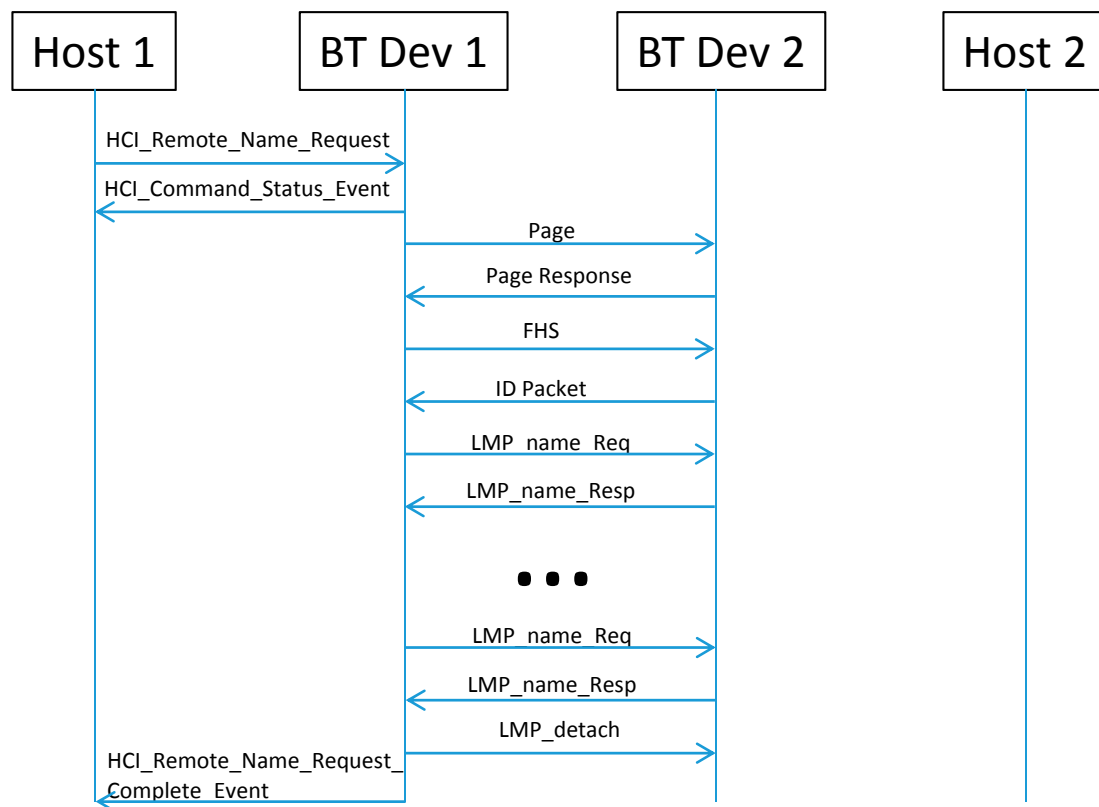 Host 1
BT Dev 1
BT Dev 2
Host 2
HCI_Remote_Name_Request
HCI_Command_Status_Event
Page
Page Response
FHS
ID Packet
LMP_name_Req
LMP_name_Resp
...
LMP_name_Req
LMP_name_Resp
LMP_detach
HCI_Remote_Name_Request_
Complete_Event